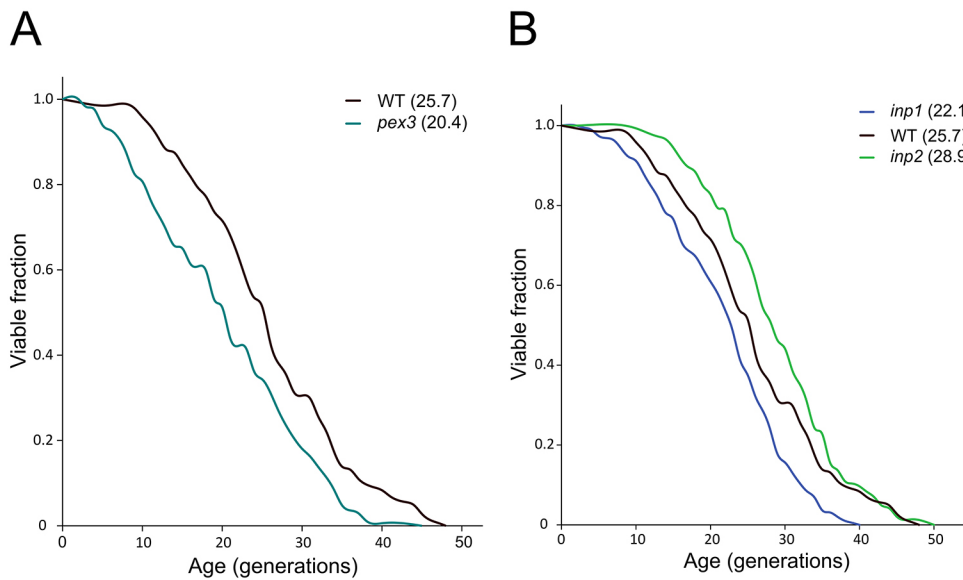 A
B
WT (25.7)
pex3 (20.4)
inp1 (22.1
WT (25.7)
inp2 (28.9
Viable fraction
1.0
0.8
0.6
0.4
0.2
0
0 10 20 30 40 50
Age (generations)
Viable fraction
1.0
0.8
0.6
0.4
0.2
0
0 10 20 30 40 50
Age (generations)